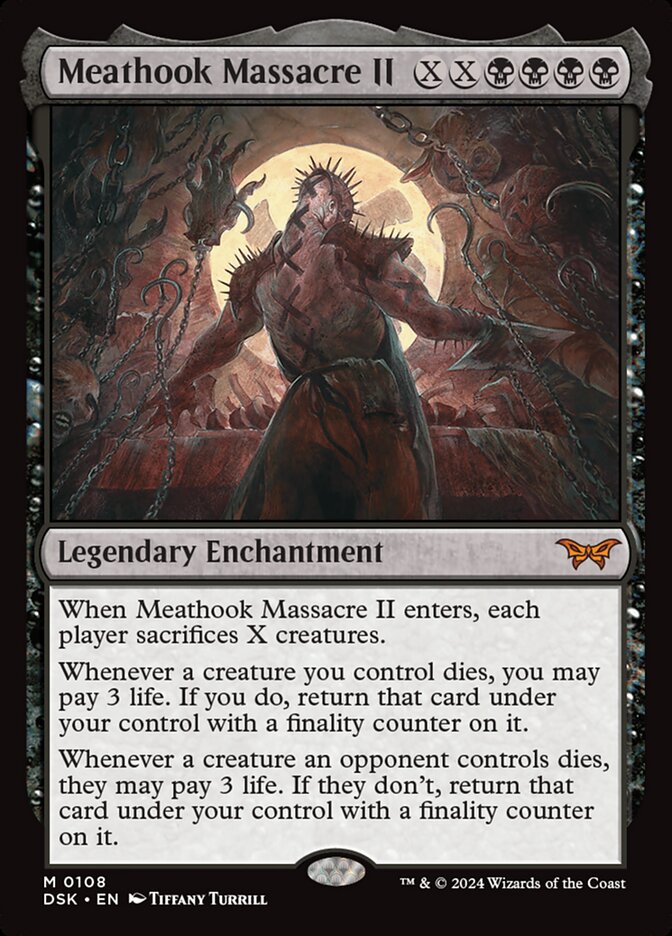 Meathook Massacre II X X
Legendary Enchantment
When Meathook Massacre II enters, each
player sacrifices X creatures.
Whenever a creature you control dies, you may
pay 3 life. If you do, return that card under
your control with a finality counter on it.
Whenever a creature an opponent controls dies,
they may pay 3 life. If they don't, return that
card under your control with a finality counter
on it.
M 0108
DSK • EN Tiffany Turrill
™ & © 2024 Wizards of the Coast